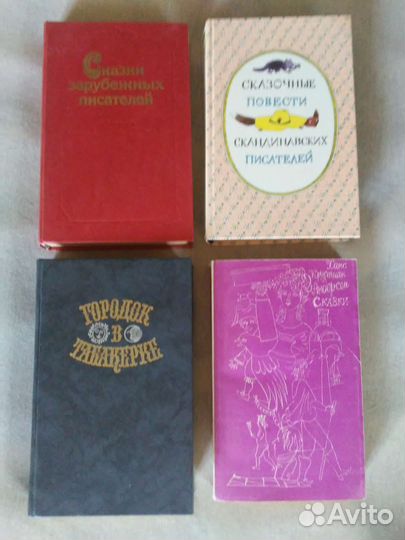 Сказки
зарубежных
писателей
СКАЗОЧНЫЕ
ПОВЕСТИ
СКАНДИНАВСКИХ
ПИСАТЕЛЕЙ
ГОРОДОК
В
ТАБАКЕРКЕ
Ханс
Кристиан
Андерсен
Сказки
Avito